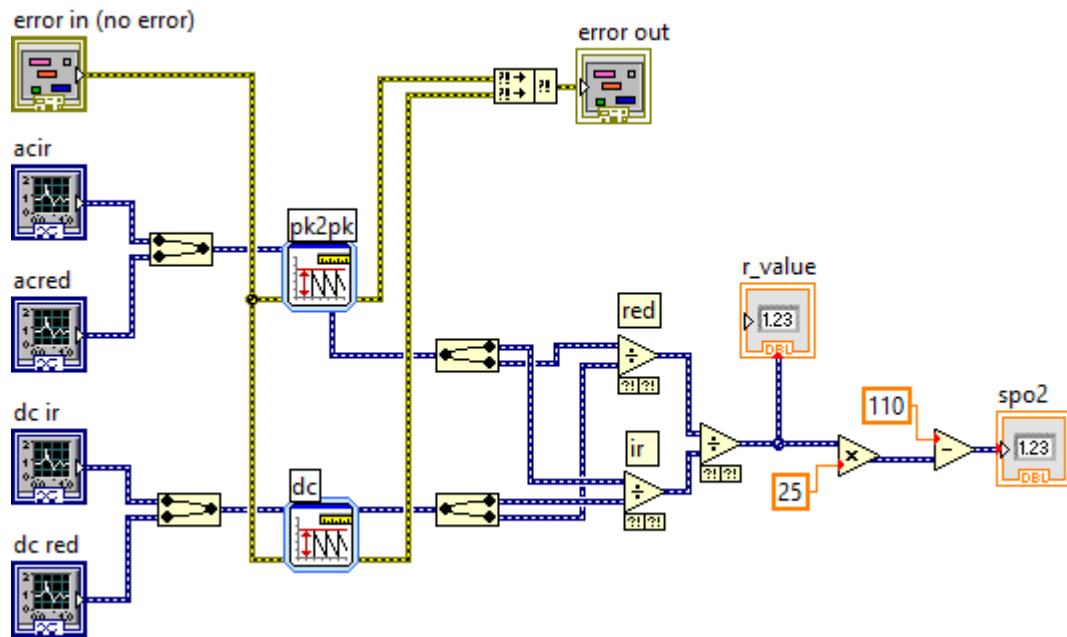 error in (no error)
error out
acir
pk2pk
acred
r_value
1.23
DBL
red
dc ir
110
spo2
1.23
DBL
ir
dc
25
dc red